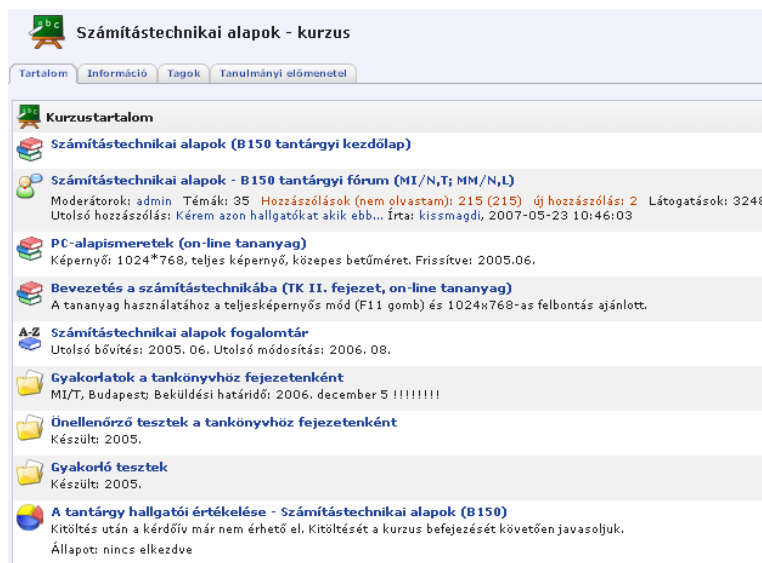 Számítástechnikai alapok - kurzus
Tartalom Információ Tagok Tanulmányi előmenetel
Kurzustartalom
Számítástechnikai alapok (B150 tantárgyi kezdőlap)
Számítástechnikai alapok - B150 tantárgyi fórum (MI/N,T; MM/N,L)
Moderátorok: admin Témák: 35 Hozzászólások (nem olvastam): 215 (215) új hozzászólás: 2 Látogatások: 3248
Utolsó hozzászólás: Kérem azon hallgatókat akik ebb... Írta: kissmagdi, 2007-05-23 10:46:03
PC-alapismeretek (on-line tananyag)
Képernyő: 1024*768, teljes képernyő, közepes betűméret. Frissítve: 2005.06.
Bevezetés a számítástechnikába (TK II. fejezet, on-line tananyag)
A tananyag használatához a teljesképernyős mód (F11 gomb) és 1024x768-as felbontás ajánlott.
A-Z Számítástechnikai alapok fogalomtár
Utolsó bővítés: 2005. 06. Utolsó módosítás: 2006. 08.
Gyakorlatok a tankönyvhöz fejezetenként
MI/T, Budapest; Beküldési határidő: 2006. december 5 !!!!!!!!
Önellenőrző tesztek a tankönyvhöz fejezetenként
Készült: 2005.
Gyakorló tesztek
Készült: 2005.
A tantárgy hallgatói értékelése - Számítástechnikai alapok (B150)
Kitöltés után a kérdőív már nem érhető el. Kitöltését a kurzus befejezését követően javasoljuk.
Állapot: nincs elkezdve